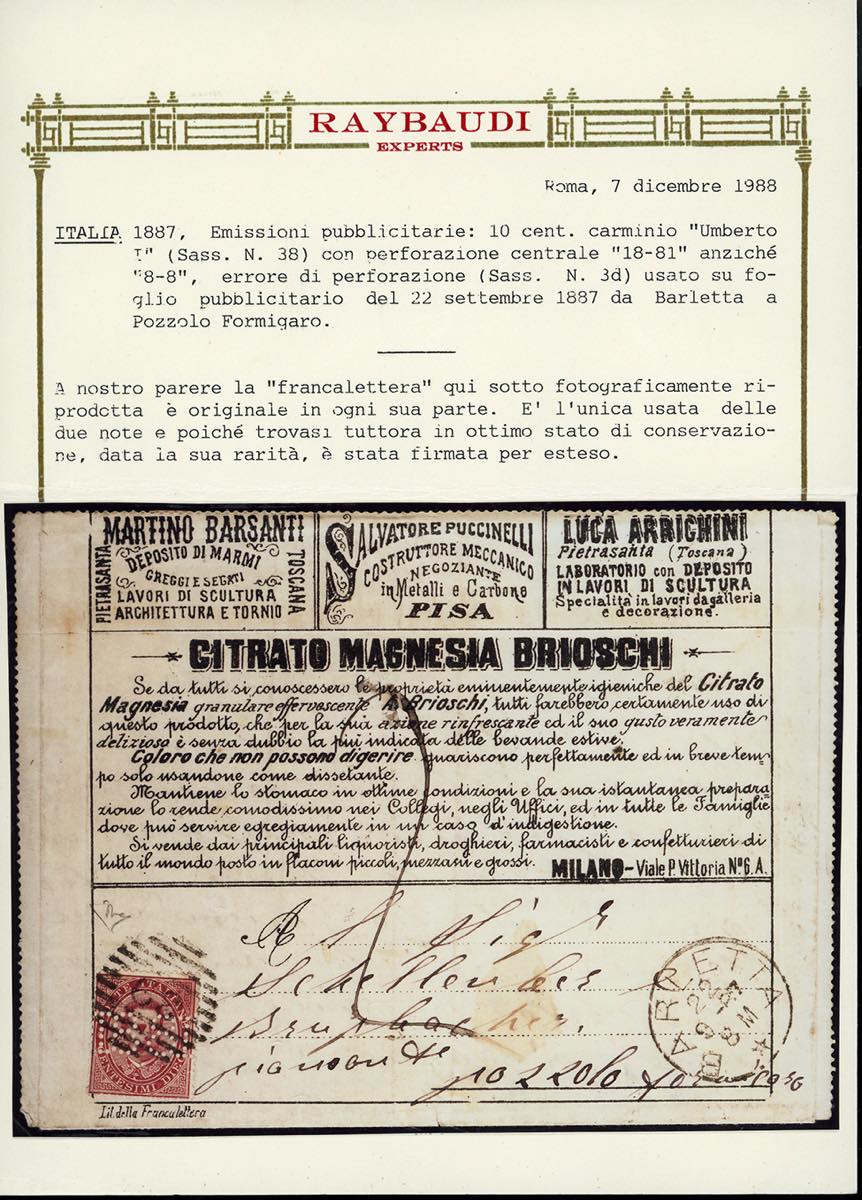 RAYBAUDI
EXPERTS
Roma, 7 dicembre 1988
ITALIA 1887, Emissioni pubblicitarie: 10 cent. carminio "Umberto
I" (Sass. N. 38) con perforazione centrale "18-81" anziché
"8-8", errore di perforazione (Sass. N. 3d) usato su fo-
glio pubblicitario del 22 settembre 1887 da Barletta a
Pozzolo Formigaro.
A nostro parere la "francalettera" qui sotto fotograficamente ri-
prodotta è originale in ogni sua parte. E' l'unica usata delle
due note e poiché trovasi tuttora in ottimo stato di conservazio-
ne, data la sua rarità, è stata firmata per esteso.
MARTINO BARSANTI
DEPOSITO DI MARMI
GREGGI E SEGATI
LAVORI DI SCULTURA
ARCHITETTURA E TORNIO
PIETRASANTA
TOSCANA
SALVATORE PUCCINELLI
COSTRUTTORE MECCANICO
NEGOZIANTE
in Metalli e Carbone
PISA
LUCA ARRIGHINI
Pietrasanta (Toscana)
LABORATORIO con DEPOSITO
IN LAVORI DI SCULTURA
Specialità in lavori da galleria
e decorazione.
CITRATO MAGNESIA BRIOSCHI
Se da tutti si conoscessero le proprietà eminentemente igieniche del Citrato
Magnesia granulare effervescente A. Brioschi, tutti farebbero certamente uso di
questo prodotto, che per la sua azione rinfrescante ed il suo gusto veramente
delizioso è senza dubbio la più indicata delle bevande estive.
Coloro che non possono digerire guariscono perfettamente ed in breve tem-
po solo usandone come dissetante.
Mantiene lo stomaco in ottime condizioni e la sua istantanea prepara-
zione lo rende comodissimo nei Collegi, negli Uffici, ed in tutte le Famiglie
dove può servire egregiamente in un caso d'indigestione.
Si vende dai principali liquoristi, droghieri, farmacisti e confetturieri di
tutto il mondo posto in flaconi piccoli, mezzani e grossi. MILANO - Viale P. Vittoria N° 6. A.
Sig
pozzolo
BARLETTA
22
9
87
8 M
Lit. della Francalettera